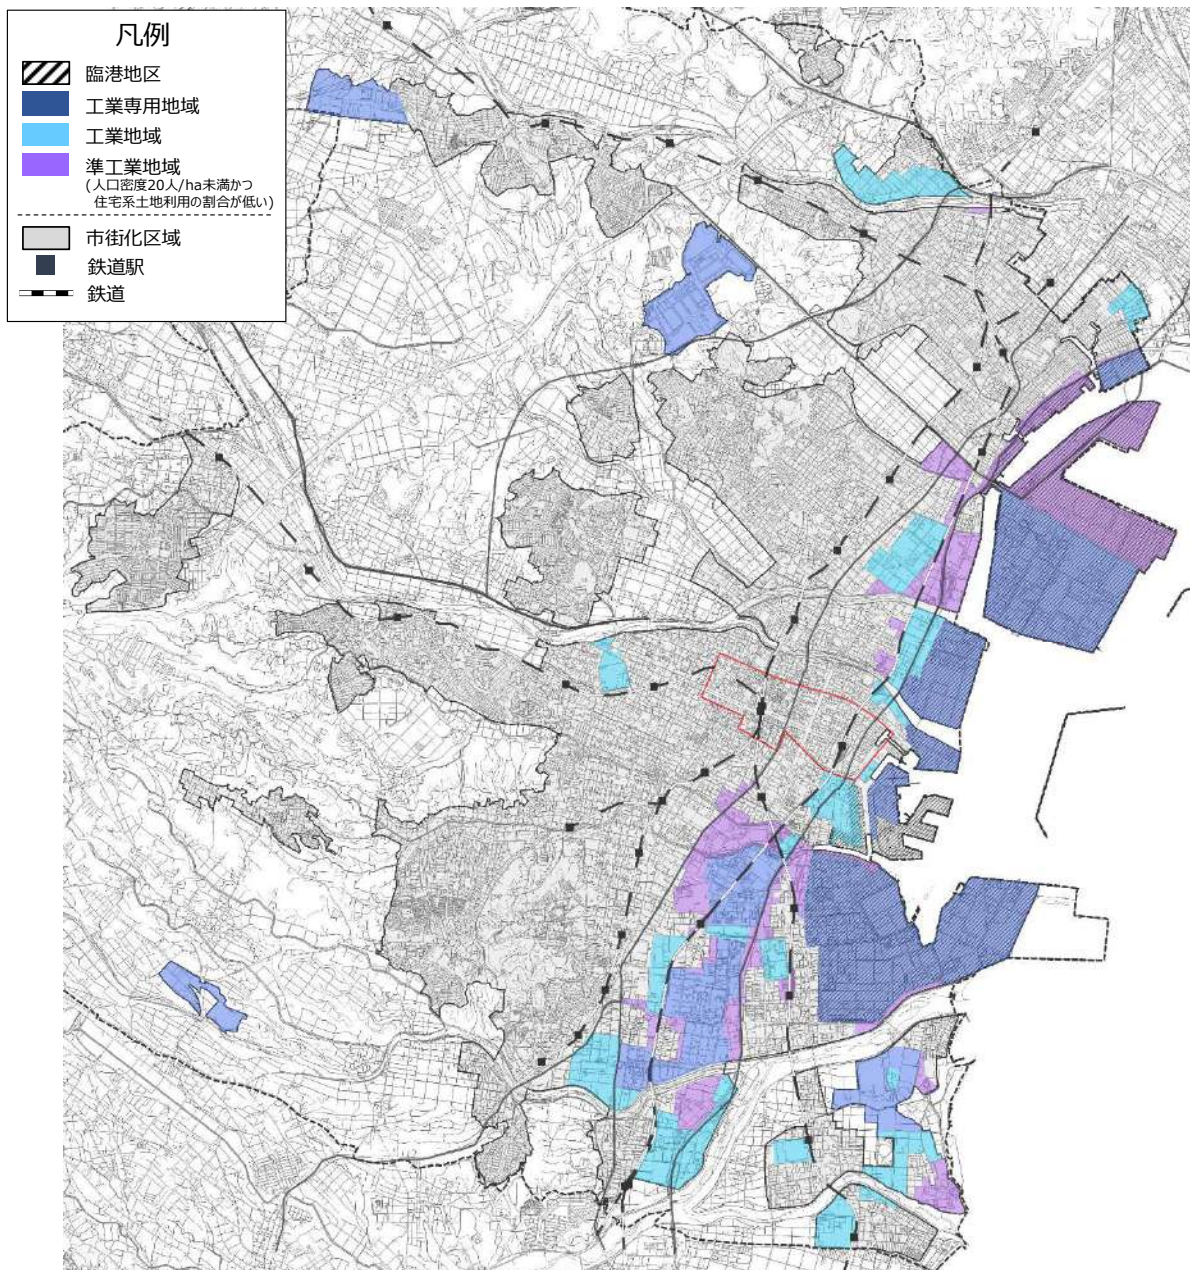 凡例
臨港地区
工業専用地域
工業地域
準工業地域
(人口密度20人/ha未満かつ
住宅系土地利用の割合が低い)
市街化区域
鉄道駅
鉄道